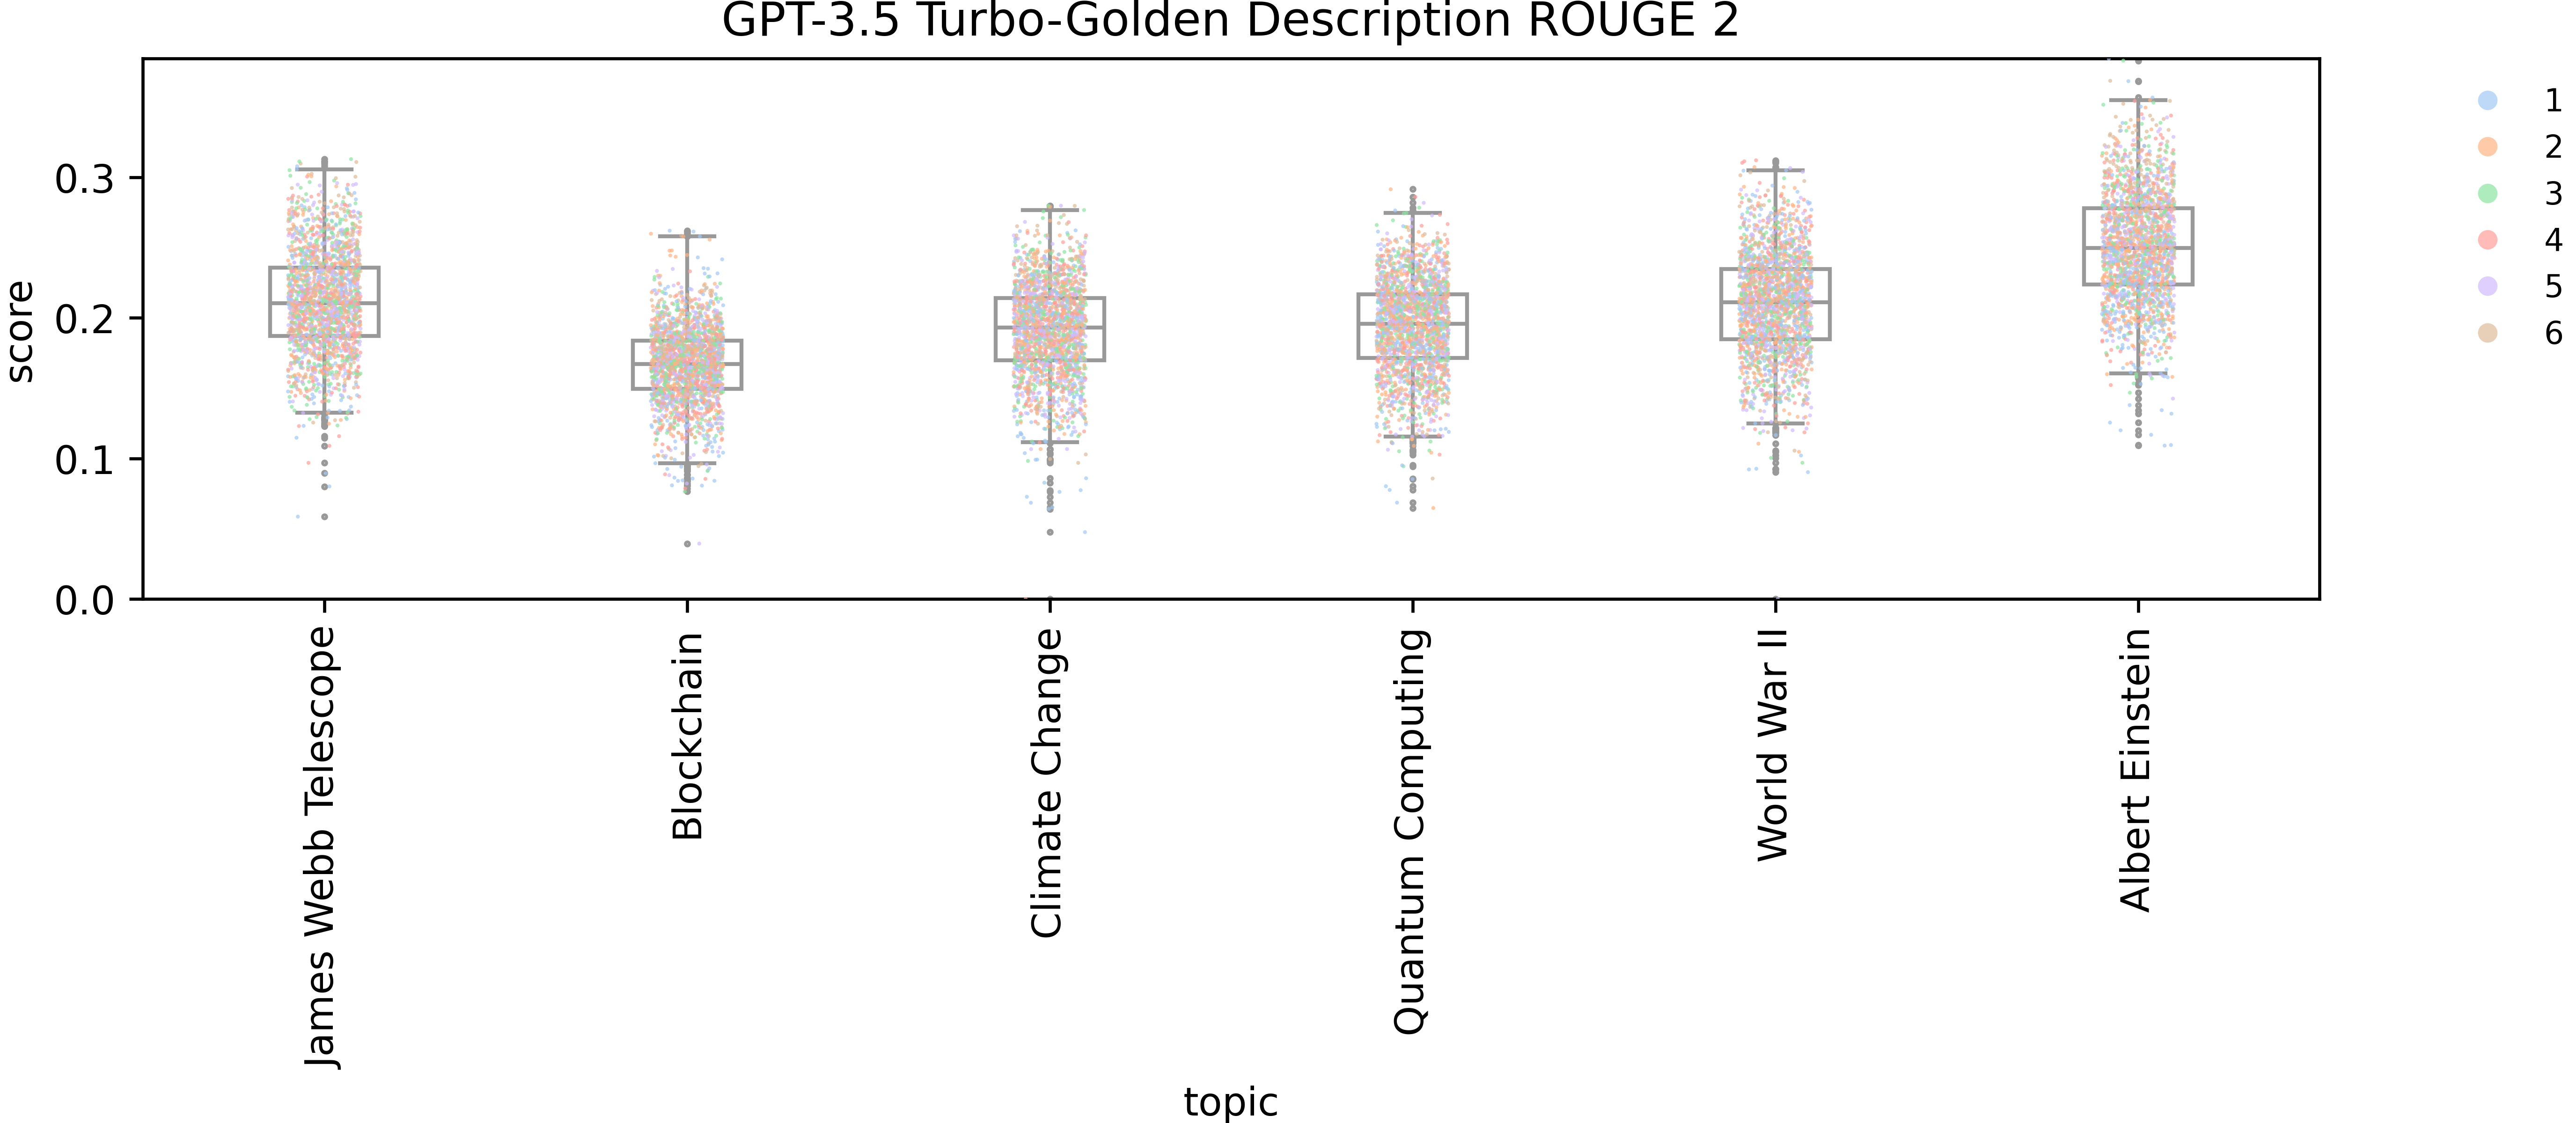 GPT-3.5 Turbo-Golden Description ROUGE 2
score
0.3
0.2
0.1
0.0
1
2
3
4
5
6
James Webb Telescope
Blockchain
Climate Change
Quantum Computing
World War II
Albert Einstein
topic